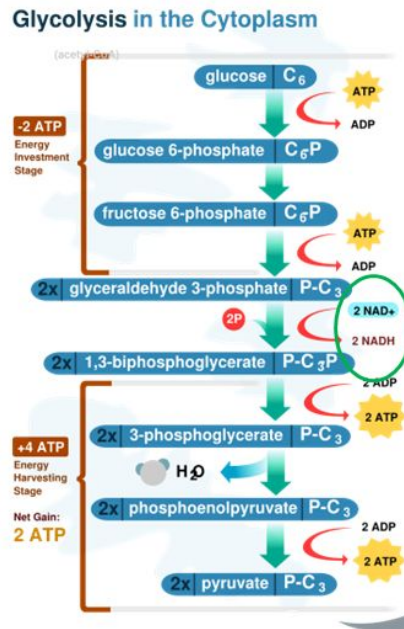 Glycolysis in the Cytoplasm
(acetyl-CoA)
glucose C6
ATP
ADP
-2 ATP
Energy
Investment
Stage
glucose 6-phosphate C6P
fructose 6-phosphate C6P
ATP
ADP
2x glyceraldehyde 3-phosphate P-C3
2P
2 NAD+
2 NADH
2x 1,3-biphosphoglycerate P-C3P
2 ADP
2 ATP
+4 ATP
Energy
Harvesting
Stage
Net Gain:
2 ATP
2x 3-phosphoglycerate P-C3
H2O
2x phosphoenolpyruvate P-C3
2 ADP
2 ATP
2x pyruvate P-C3